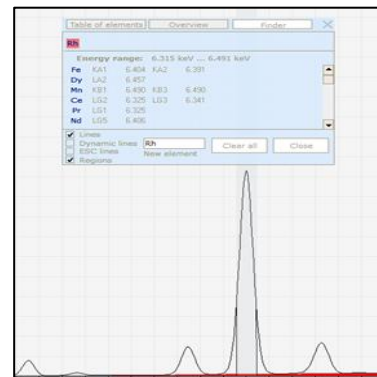 Table of elements Overview Finder
Rh
Energy range: 6.315 keV ... 6.491 keV
Fe KA1 6.404 KA2 6.391
Dy LA2 6.457
Mn KB1 6.490 KB3 6.490
Ce LG2 6.325 LG3 6.341
Pr LG1 6.325
Nd LG5 6.406
Lines
Dynamic lines Rh Clear all Close
ESC lines New element
Regions